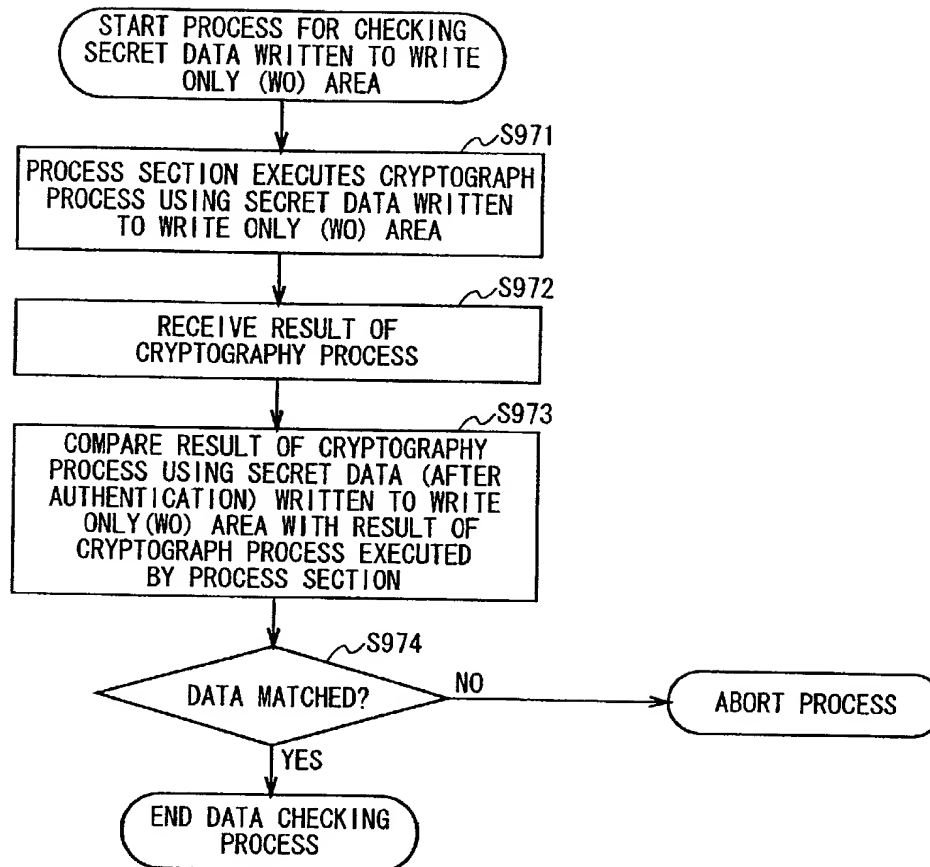 START PROCESS FOR CHECKING
SECRET DATA WRITTEN TO WRITE
ONLY (WO) AREA
S971
PROCESS SECTION EXECUTES CRYPTOGRAPH
PROCESS USING SECRET DATA WRITTEN
TO WRITE ONLY (WO) AREA
S972
RECEIVE RESULT OF
CRYPTOGRAPHY PROCESS
S973
COMPARE RESULT OF CRYPTOGRAPHY
PROCESS USING SECRET DATA (AFTER
AUTHENTICATION) WRITTEN TO WRITE
ONLY(WO) AREA WITH RESULT OF
CRYPTOGRAPH PROCESS EXECUTED
BY PROCESS SECTION
S974
DATA MATCHED?
NO
ABORT PROCESS
YES
END DATA CHECKING
PROCESS